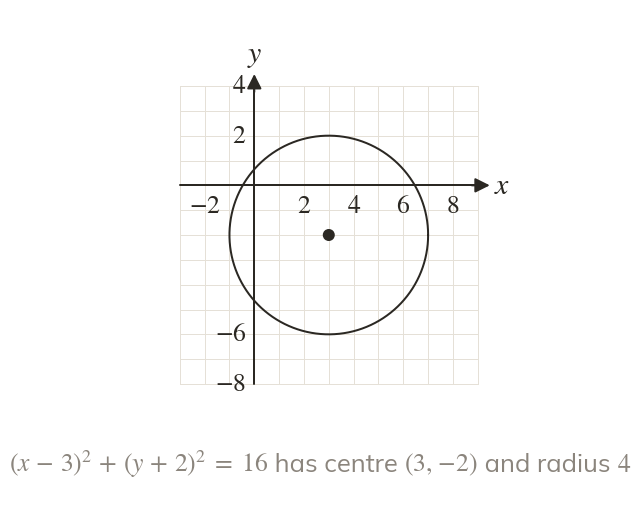 y
4
2
−2 2 4 6 8 x
−6
−8
(x − 3)² + (y + 2)² = 16 has centre (3, −2) and radius 4